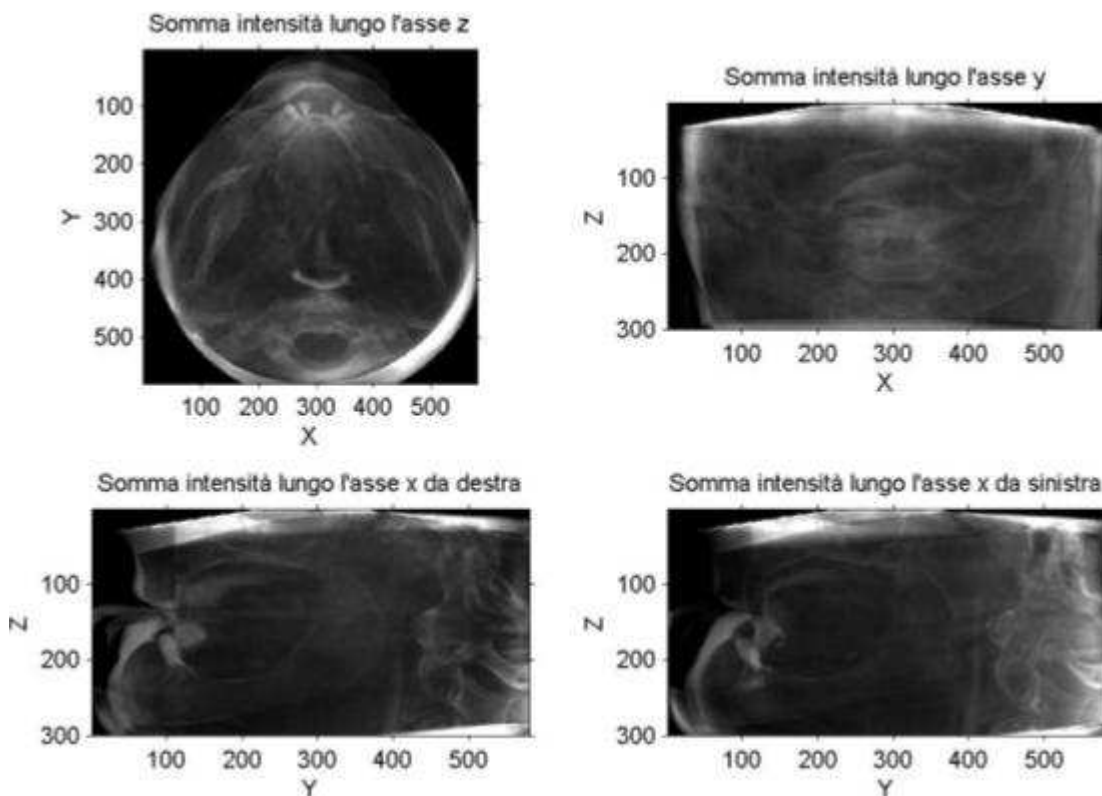 Somma intensità lungo l'asse z
100
200
300
400
500
Y
100 200 300 400 500
X
Somma intensità lungo l'asse y
100
200
300
Z
100 200 300 400 500
X
Somma intensità lungo l'asse x da destra
100
200
300
Z
100 200 300 400 500
Y
Somma intensità lungo l'asse x da sinistra
100
200
300
Z
100 200 300 400 500
Y